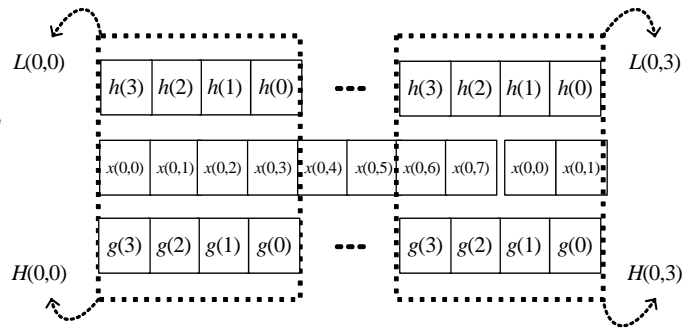 L(0,0) L(0,3)
h(3) h(2) h(1) h(0) h(3) h(2) h(1) h(0)
x(0,0) x(0,1) x(0,2) x(0,3) x(0,4) x(0,5) x(0,6) x(0,7) x(0,0) x(0,1)
g(3) g(2) g(1) g(0) g(3) g(2) g(1) g(0)
H(0,0) H(0,3)